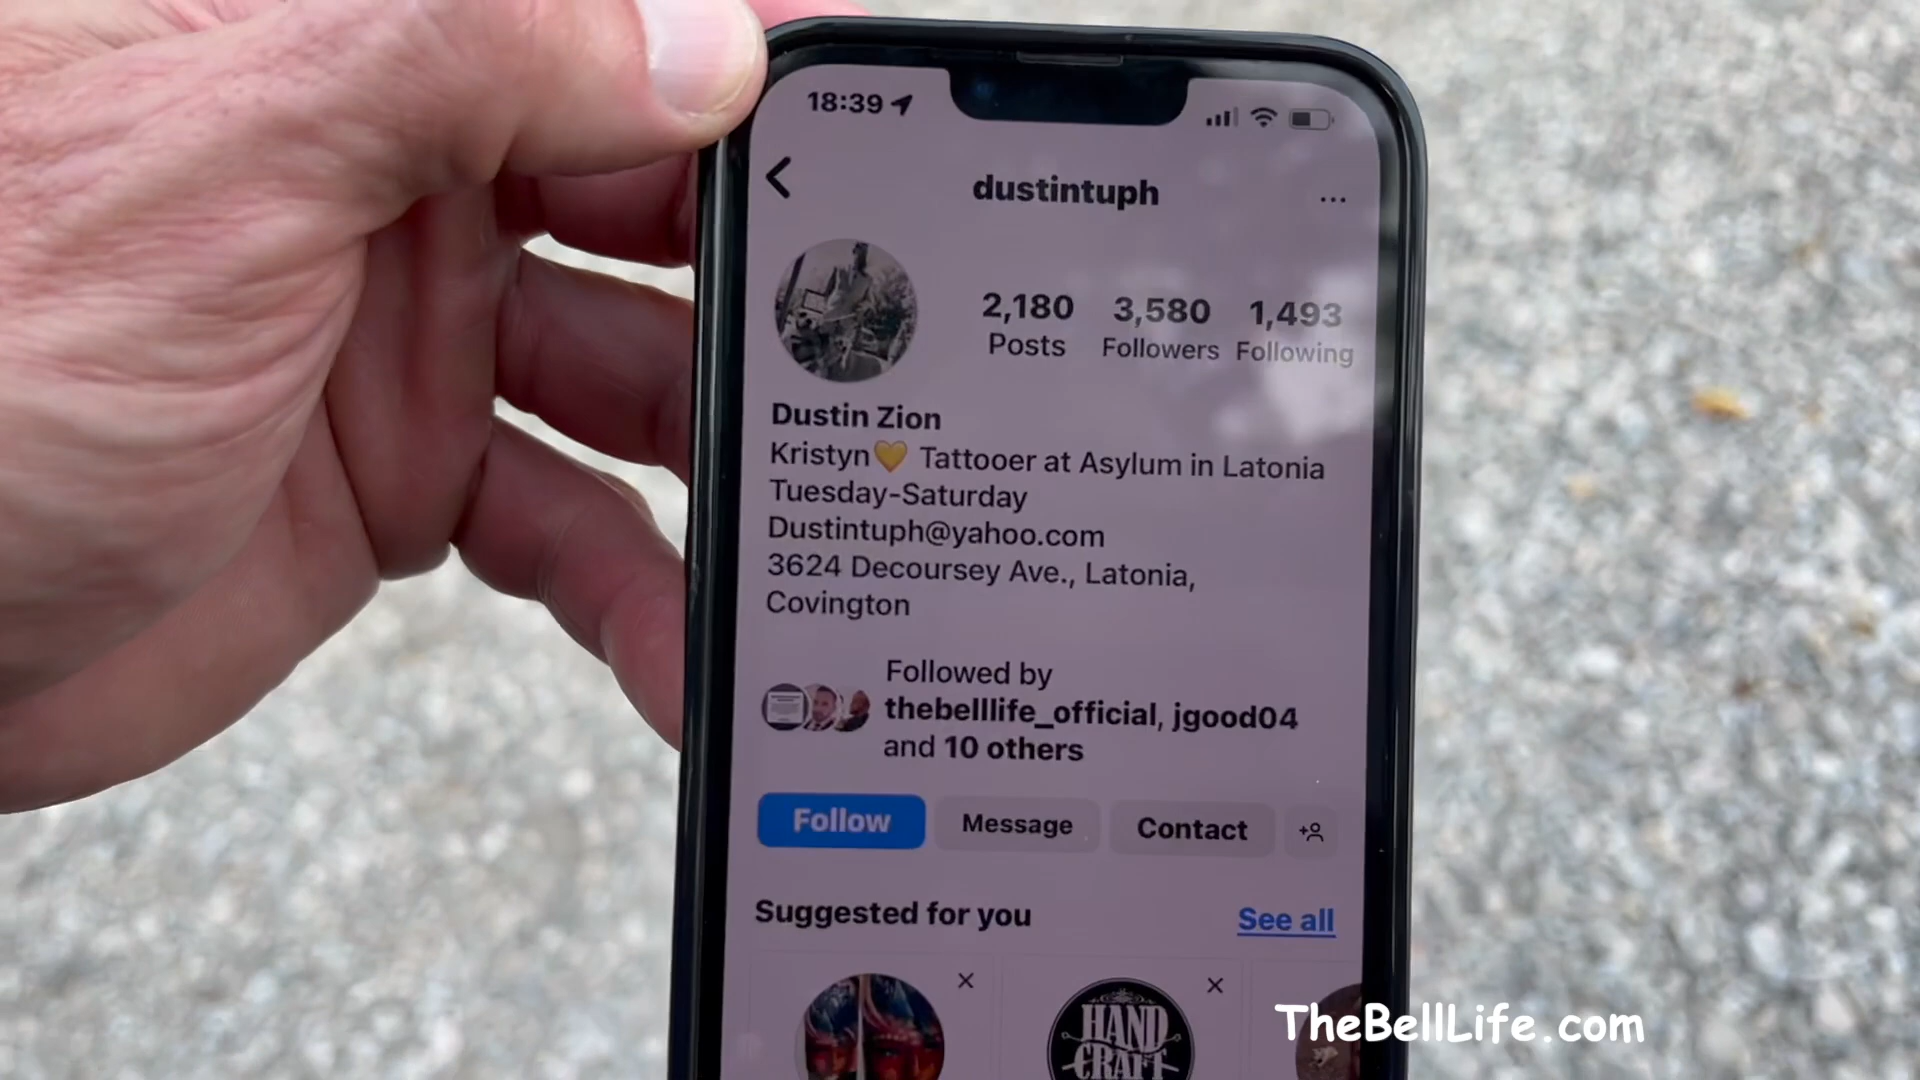 18:39
dustintuph
...
2,180 3,580 1,493
Posts Followers Following
Dustin Zion
Kristyn💛 Tattooer at Asylum in Latonia
Tuesday-Saturday
Dustintuph@yahoo.com
3624 Decoursey Ave., Latonia,
Covington
Followed by
thebelllife_official, jgood04
and 10 others
Follow Message Contact
Suggested for you See all
HAND
CRAFT
TheBellLife.com